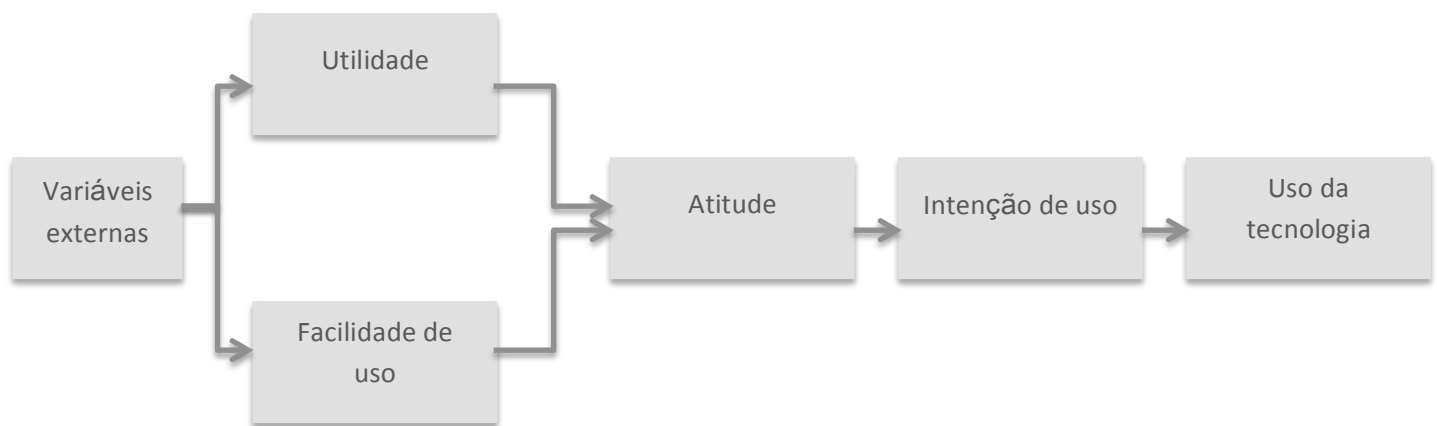 Utilidade
Variáveis
externas
Atitude
Intenção de uso
Uso da
tecnologia
Facilidade de
uso